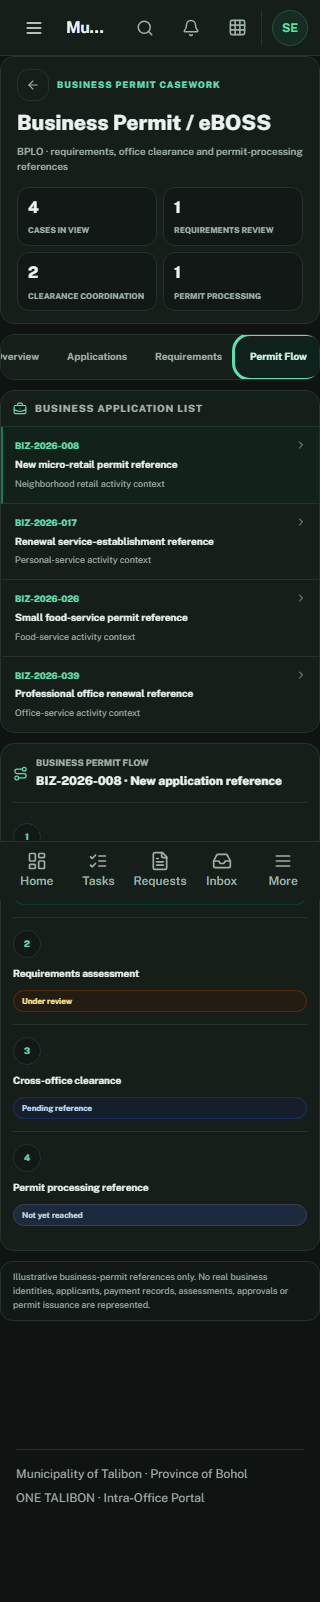 Mu...
SE
BUSINESS PERMIT CASEWORK
Business Permit / eBOSS
BPLO · requirements, office clearance and permit-processing
references
4
CASES IN VIEW
1
REQUIREMENTS REVIEW
2
CLEARANCE COORDINATION
1
PERMIT PROCESSING
Applications
Requirements
Permit Flow
BUSINESS APPLICATION LIST
BIZ-2026-008
New micro-retail permit reference
Neighborhood retail activity context
BIZ-2026-017
Renewal service-establishment reference
Personal-service activity context
BIZ-2026-026
Small food-service permit reference
Food-service activity context
BIZ-2026-039
Professional office renewal reference
Office-service activity context
BUSINESS PERMIT FLOW
BIZ-2026-008 · New application reference
1
Home
Tasks
Requests
Inbox
More
2
Requirements assessment
Under review
3
Cross-office clearance
Pending reference
4
Permit processing reference
Not yet reached
Illustrative business-permit references only. No real business
identities, applicants, payment records, assessments, approvals or
permit issuance are represented.
Municipality of Talibon · Province of Bohol
ONE TALIBON · Intra-Office Portal